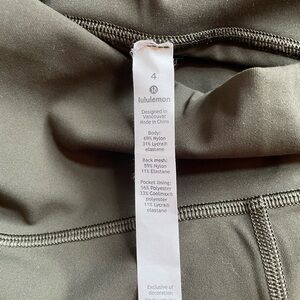 4
lululemon
Designed in
Vancouver
Made in China
Body:
69% Nylon
31% Lycra®
elastane
Back mesh:
89% Nylon
11% Elastane
Pocket lining:
56% Polyester
33% Coolmax®
polyester
11% Lycra®
elastane
Exclusive of
decoration